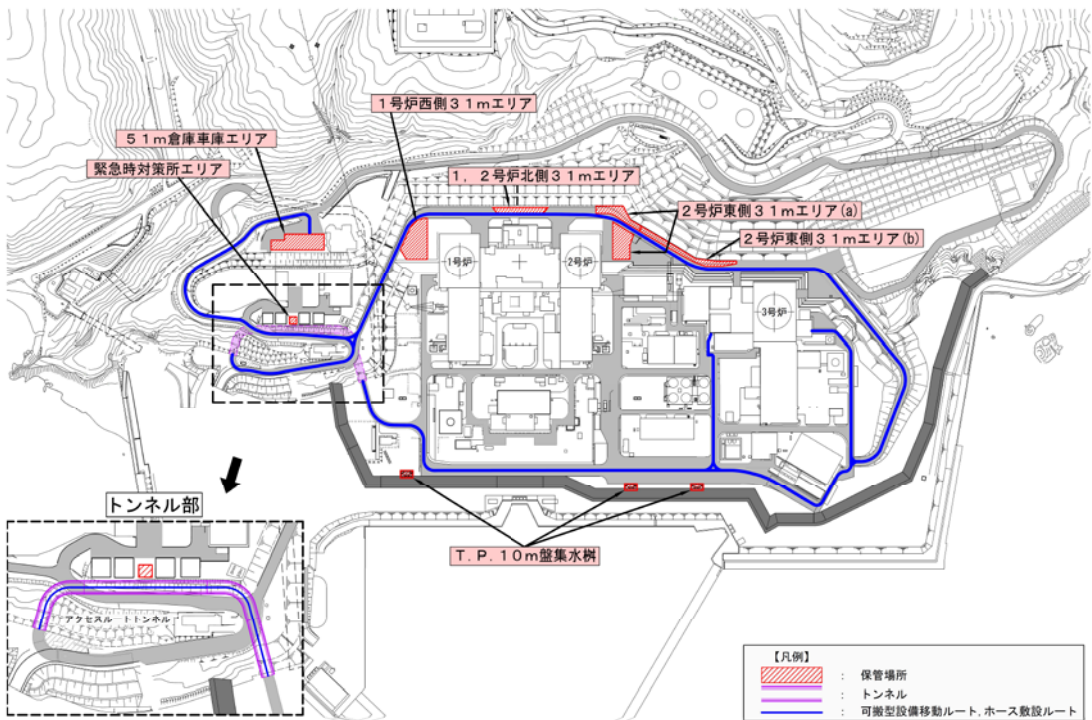 1号炉西側31mエリア
51m倉庫車庫エリア
緊急時対策所エリア
1,2号炉北側31mエリア
2号炉東側31mエリア(a)
2号炉東側31mエリア(b)
1号炉
2号炉
3号炉
トンネル部
T.P.10m盤集水桝
アクセスルートトンネル
【凡例】
: 保管場所
: トンネル
: 可搬型設備移動ルート,ホース敷設ルート